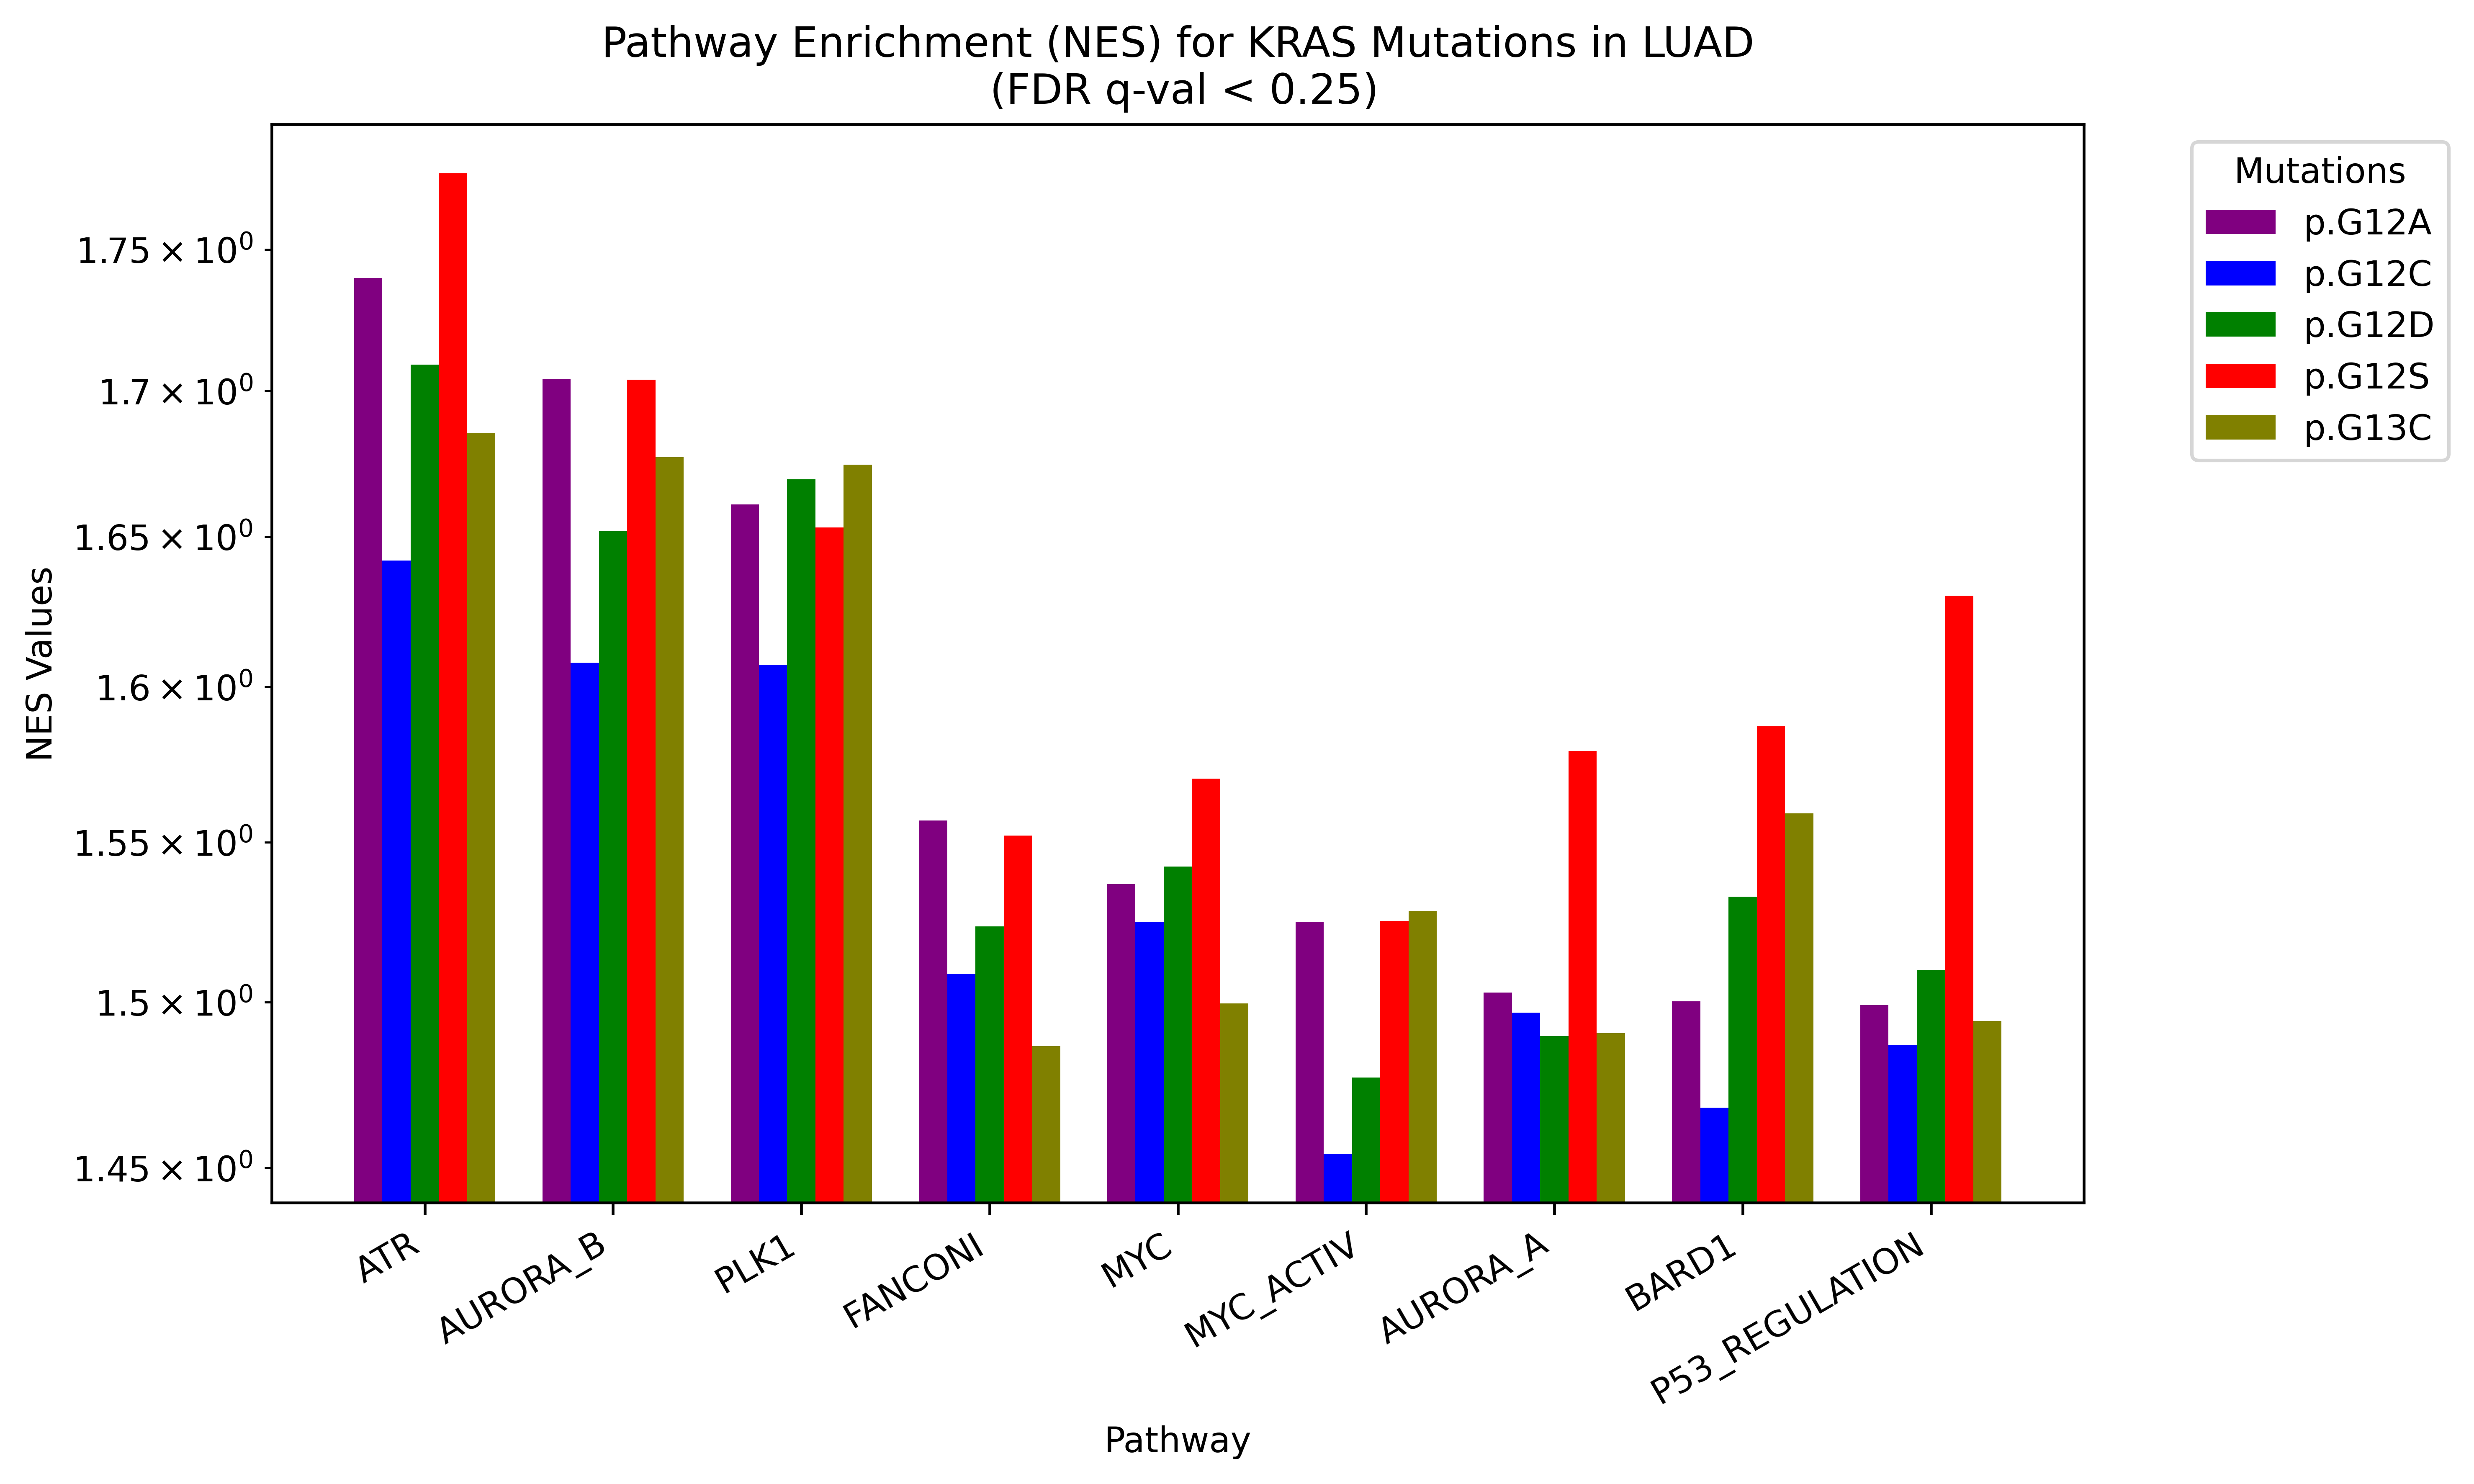 Pathway Enrichment (NES) for KRAS Mutations in LUAD
(FDR q-val < 0.25)
Mutations
p.G12A
p.G12C
p.G12D
p.G12S
p.G13C
NES Values
1.75 × 10⁰
1.7 × 10⁰
1.65 × 10⁰
1.6 × 10⁰
1.55 × 10⁰
1.5 × 10⁰
1.45 × 10⁰
ATR
AURORA_B
PLK1
FANCONI
MYC
MYC_ACTIV
AURORA_A
BARD1
P53_REGULATION
Pathway